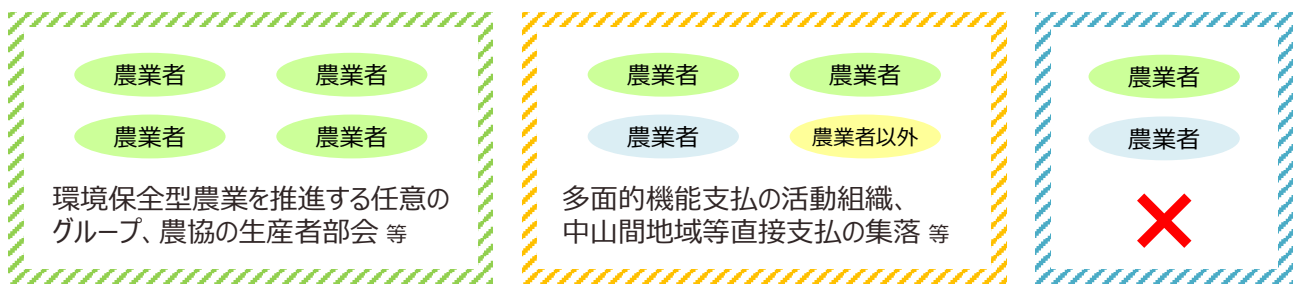 農業者 農業者
農業者 農業者
環境保全型農業を推進する任意の
グループ、農協の生産者部会 等
農業者 農業者
農業者 農業者以外
多面的機能支払の活動組織、
中山間地域等直接支払の集落 等
農業者
農業者